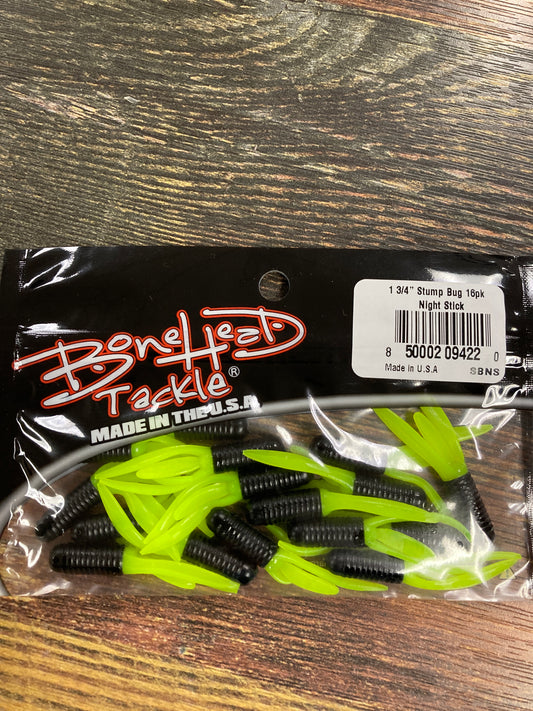 BoneHead
Tackle®
MADE IN THE U.S.A
1 3/4" Stump Bug 16pk
Night Stick
8 50002 09422 0
Made in U.S.A SBNS